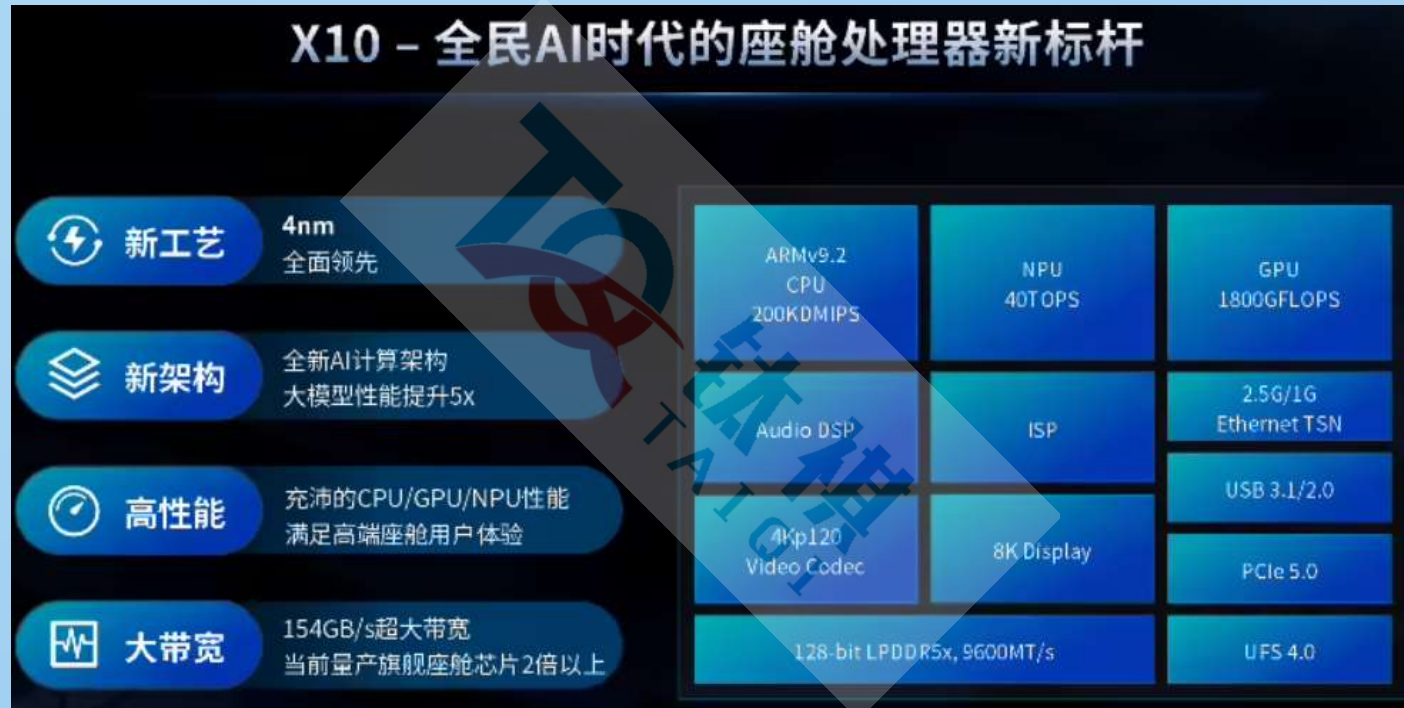 X10 – 全民AI时代的座舱处理器新标杆
新工艺
4nm
全面领先
新架构
全新AI计算架构
大模型性能提升5x
高性能
充沛的CPU/GPU/NPU性能
满足高端座舱用户体验
大带宽
154GB/s超大带宽
当前量产旗舰座舱芯片2倍以上
ARMv9.2
CPU
200KDMIPS
NPU
40TOPS
GPU
1800GFLOPS
Audio DSP
ISP
2.5G/1G
Ethernet TSN
USB 3.1/2.0
4Kp120
Video Codec
8K Display
PCIe 5.0
128-bit LPDDR5x, 9600MT/s
UFS 4.0
钛祺
TAIQI